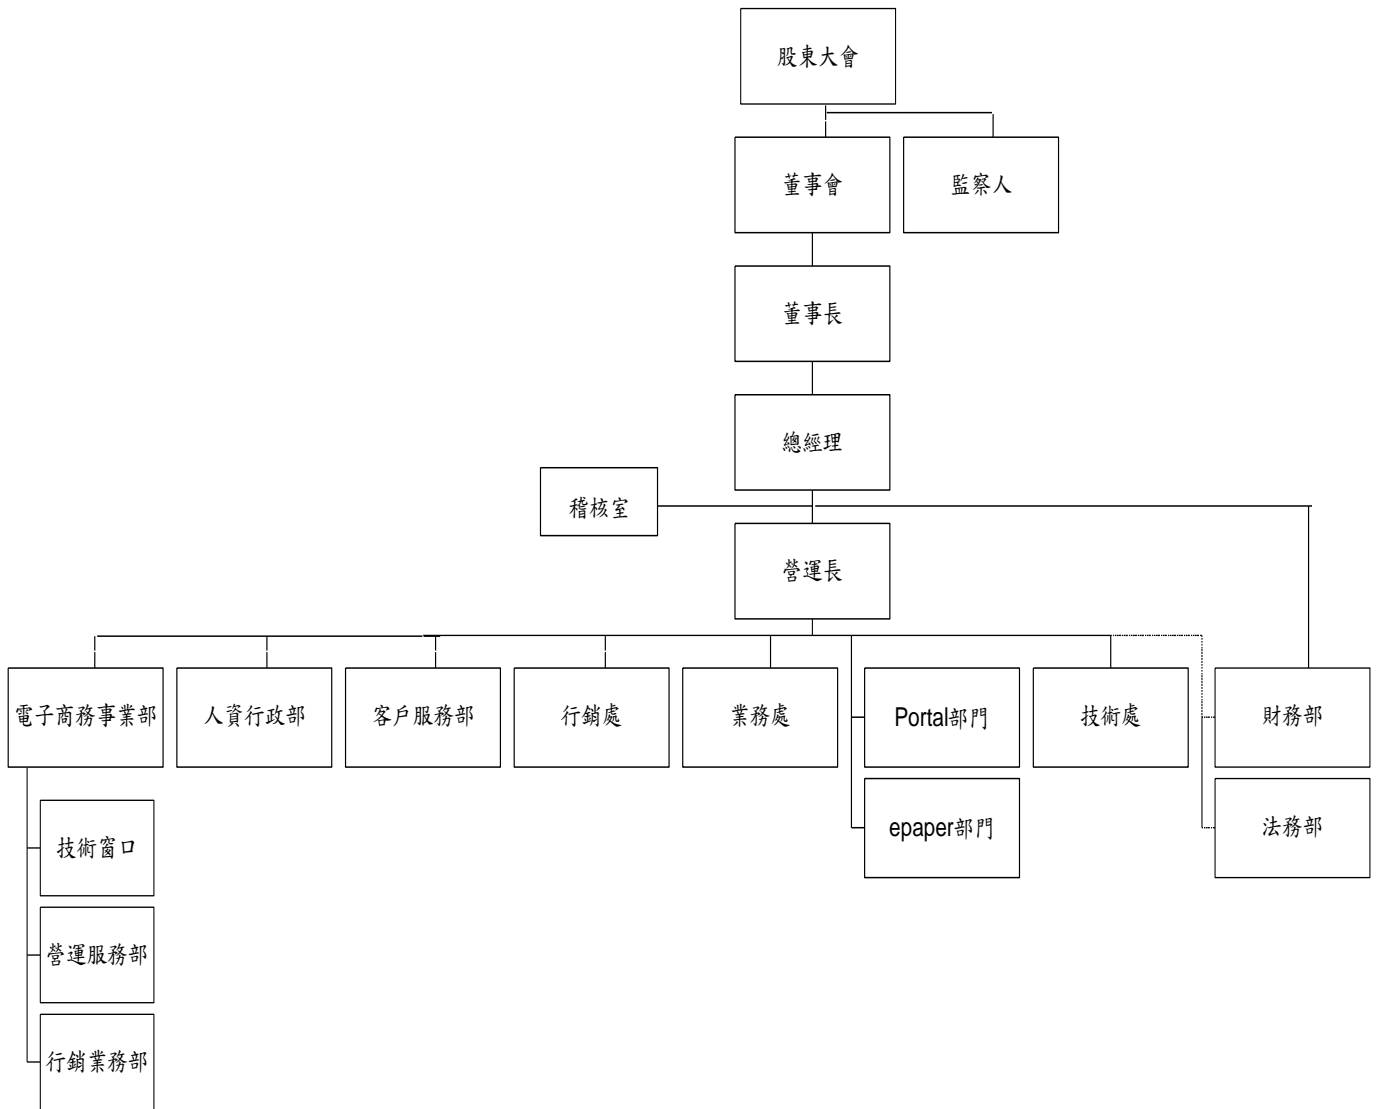 股東大會
董事會
監察人
董事長
總經理
稽核室
營運長
電子商務事業部
人資行政部
客戶服務部
行銷處
業務處
Portal部門
技術處
財務部
epaper部門
法務部
技術窗口
營運服務部
行銷業務部